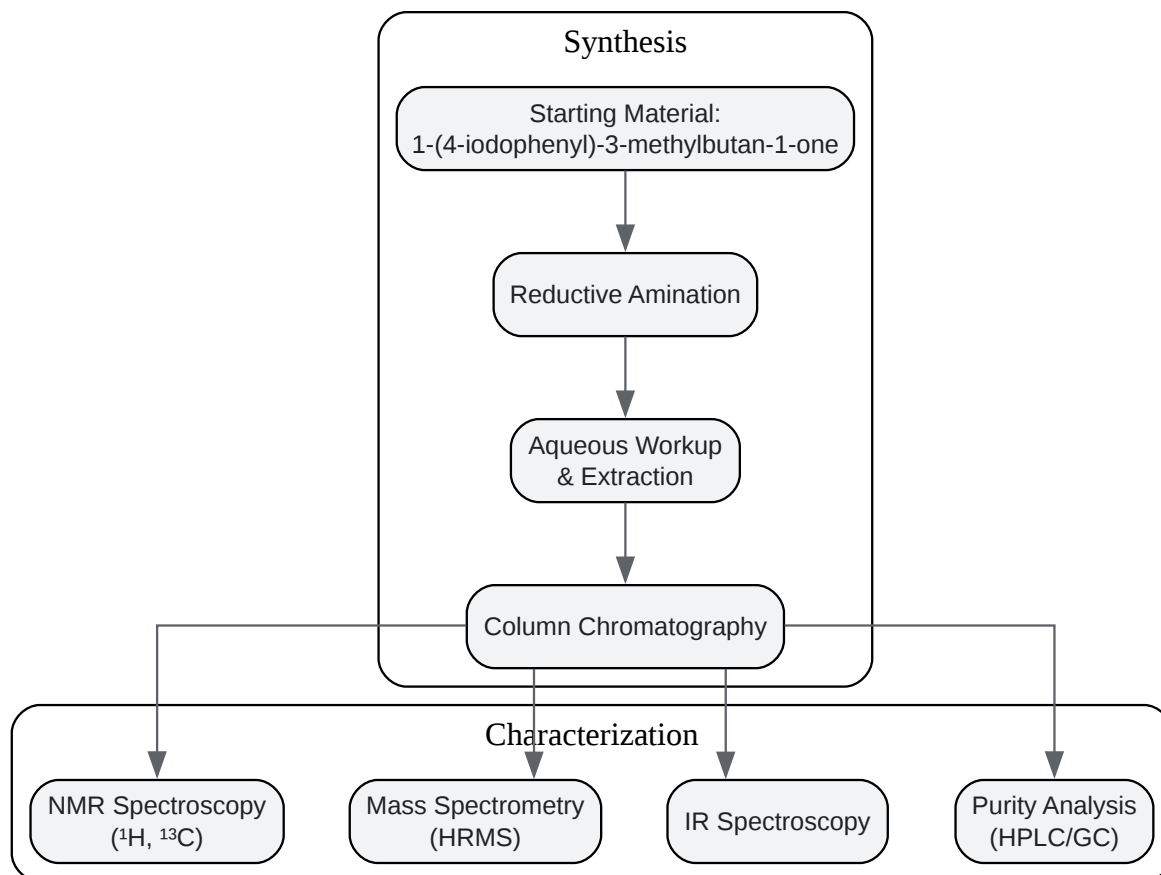 Synthesis
Starting Material:
1-(4-iodophenyl)-3-methylbutan-1-one
Reductive Amination
Aqueous Workup
& Extraction
Column Chromatography
Characterization
NMR Spectroscopy
(¹H, ¹³C)
Mass Spectrometry
(HRMS)
IR Spectroscopy
Purity Analysis
(HPLC/GC)